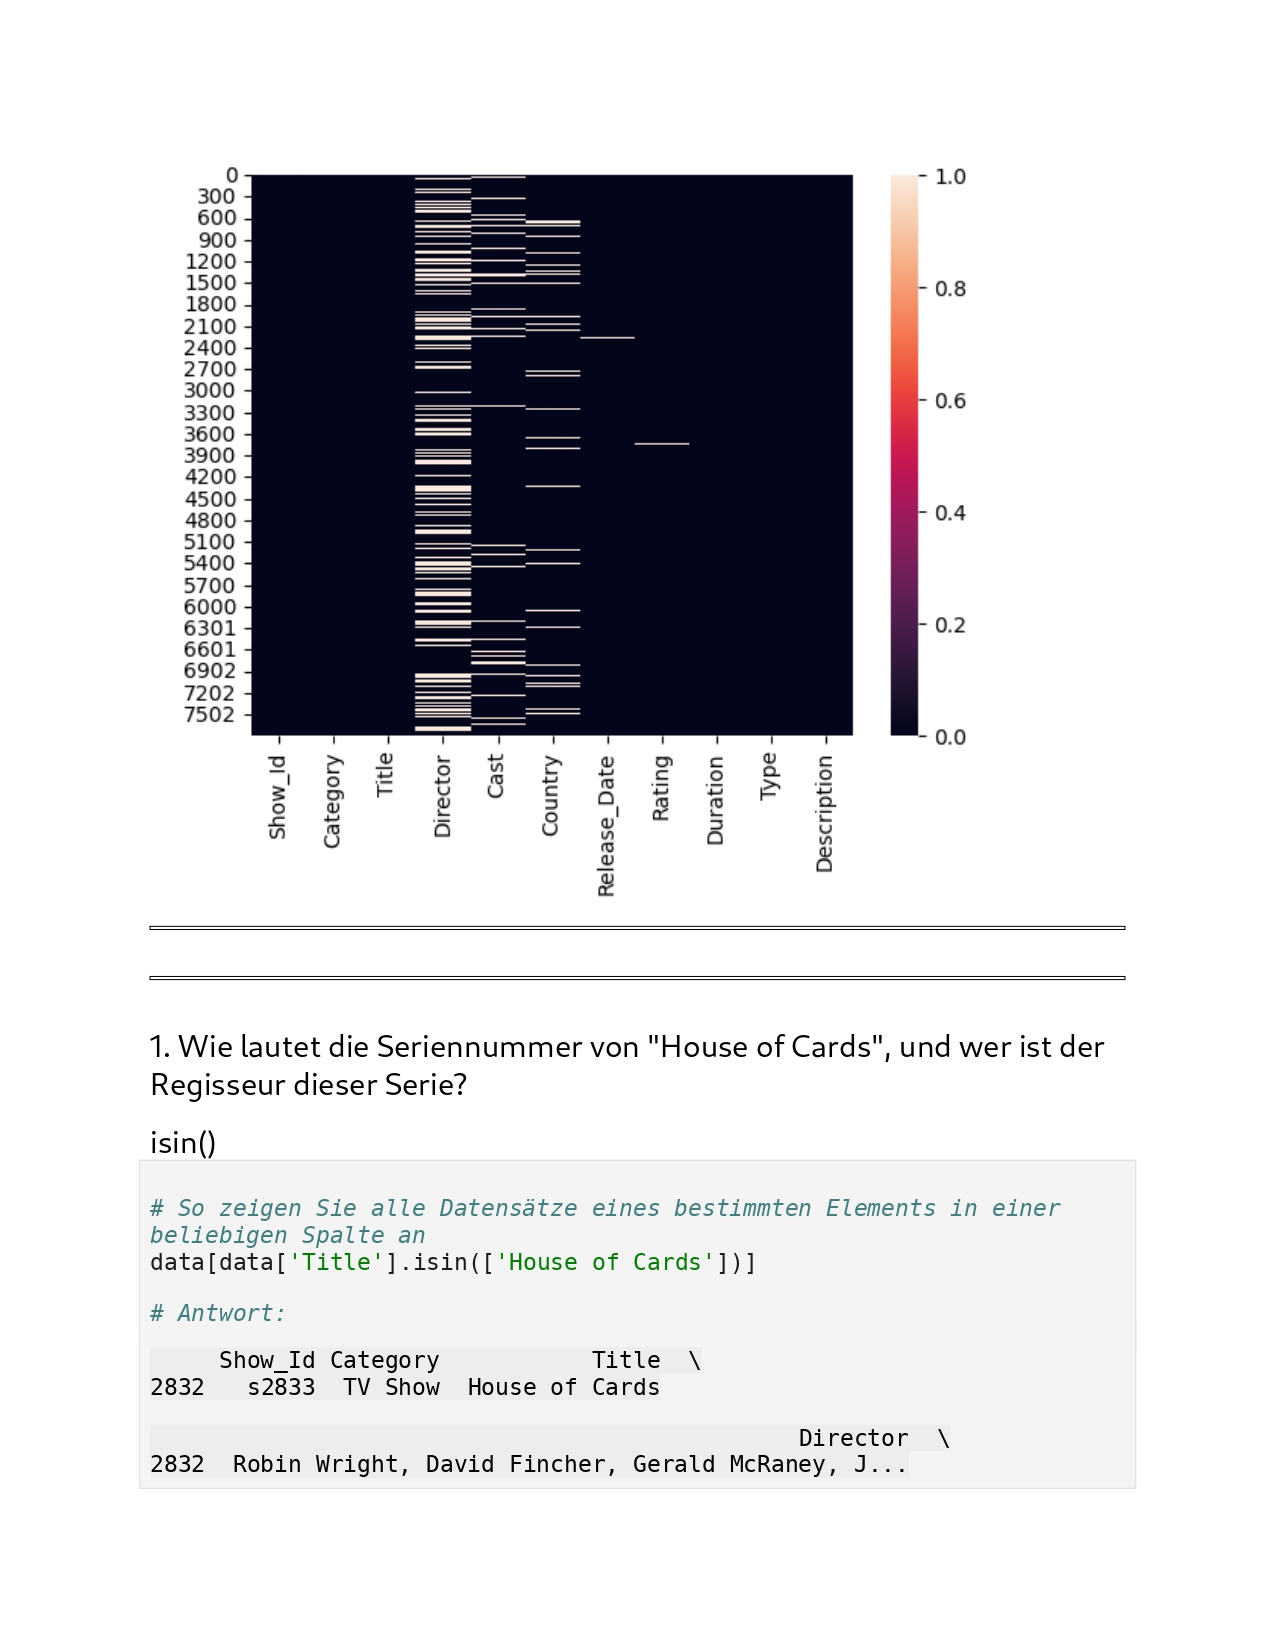 0
300
600
900
1200
1500
1800
2100
2400
2700
3000
3300
3600
3900
4200
4500
4800
5100
5400
5700
6000
6301
6601
6902
7202
7502
Show_Id
Category
Title
Director
Cast
Country
Release_Date
Rating
Duration
Type
Description
1.0
0.8
0.6
0.4
0.2
0.0
1. Wie lautet die Seriennummer von "House of Cards", und wer ist der
Regisseur dieser Serie?
isin()
# So zeigen Sie alle Datensätze eines bestimmten Elements in einer
beliebigen Spalte an
data[data['Title'].isin(['House of Cards'])]
# Antwort:
Show_Id Category Title \
2832 s2833 TV Show House of Cards
Director \
2832 Robin Wright, David Fincher, Gerald McRaney, J...